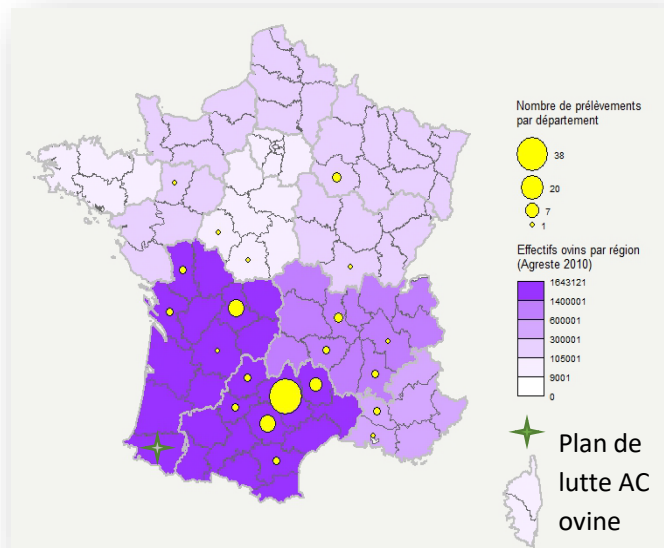 Nombre de prélèvements
par département
38
20
7
1
Effectifs ovins par région
(Agreste 2010)
1643121
1400001
600001
300001
105001
9001
0
Plan de
lutte AC
ovine